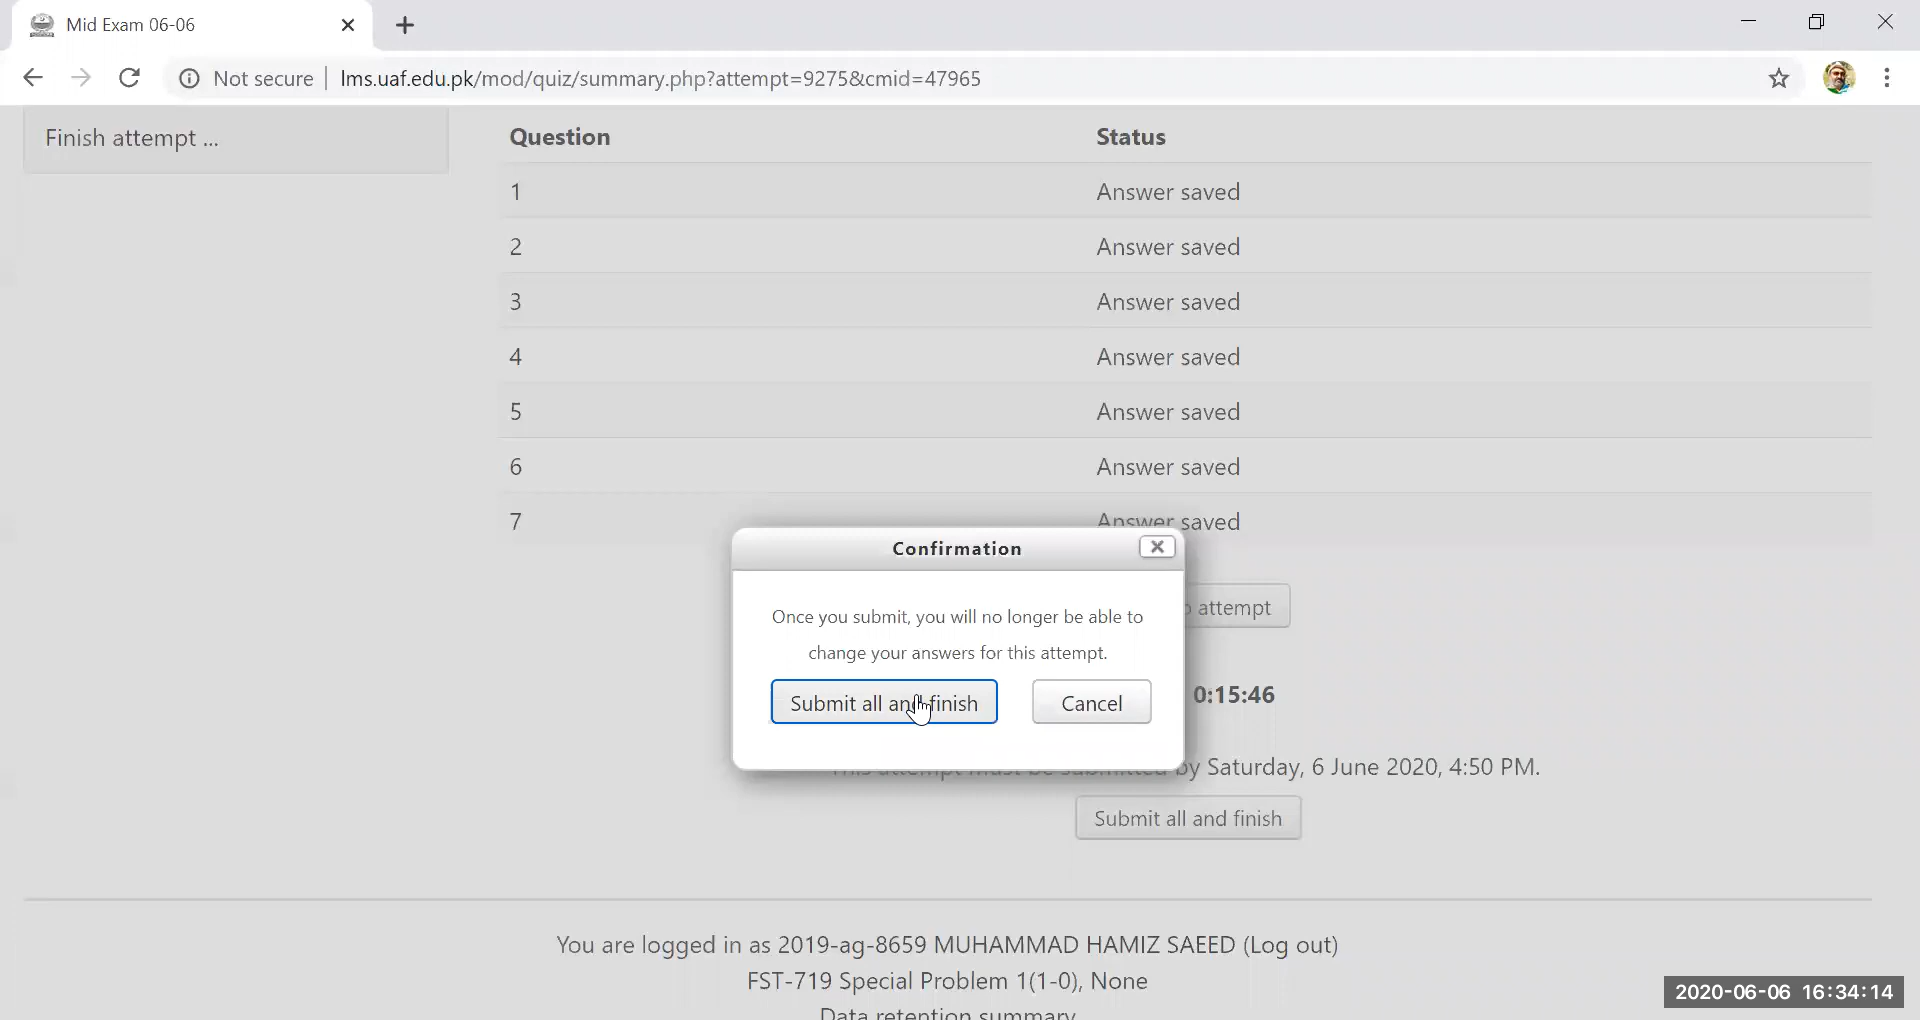 Mid Exam 06-06
Not secure
lms.uaf.edu.pk/mod/quiz/summary.php?attempt=9275&cmid=47965
Finish attempt ...
Question Status
1 Answer saved
2 Answer saved
3 Answer saved
4 Answer saved
5 Answer saved
6 Answer saved
7 Answer saved
Confirmation
attempt
Once you submit, you will no longer be able to
change your answers for this attempt.
Submit all and finish Cancel
0:15:46
This attempt must be submitted by Saturday, 6 June 2020, 4:50 PM.
Submit all and finish
You are logged in as 2019-ag-8659 MUHAMMAD HAMIZ SAEED (Log out)
FST-719 Special Problem 1(1-0), None
Data retention summary
2020-06-06 16:34:14